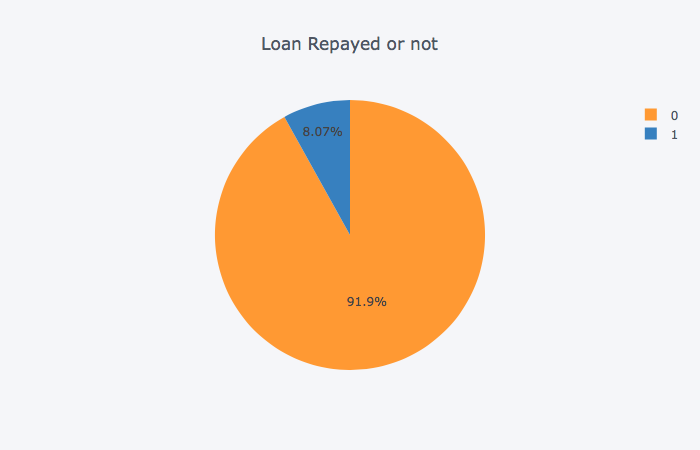 Loan Repayed or not
0
1
8.07%
91.9%